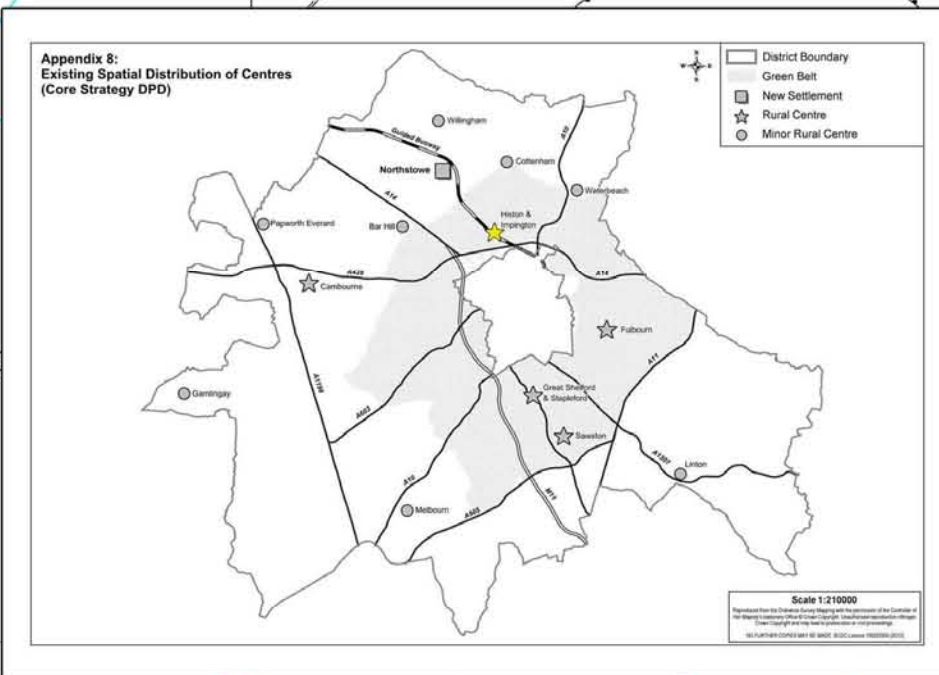 Appendix 8:
Existing Spatial Distribution of Centres
(Core Strategy DPD)
N
W
E
S
District Boundary
Green Belt
New Settlement
Rural Centre
Minor Rural Centre
Willingham
Guided Busway
A10
Cottenham
Northstowe
A14
Waterbeach
Papworth Everard
Bar Hill
Histon &
Impington
A428
A14
Cambourne
Fulbourn
A11
A1198
Gamlingay
Great Shelford
& Stapleford
A603
Sawston
A1307
Linton
A10
M11
Melbourn
A505
Scale 1:210000